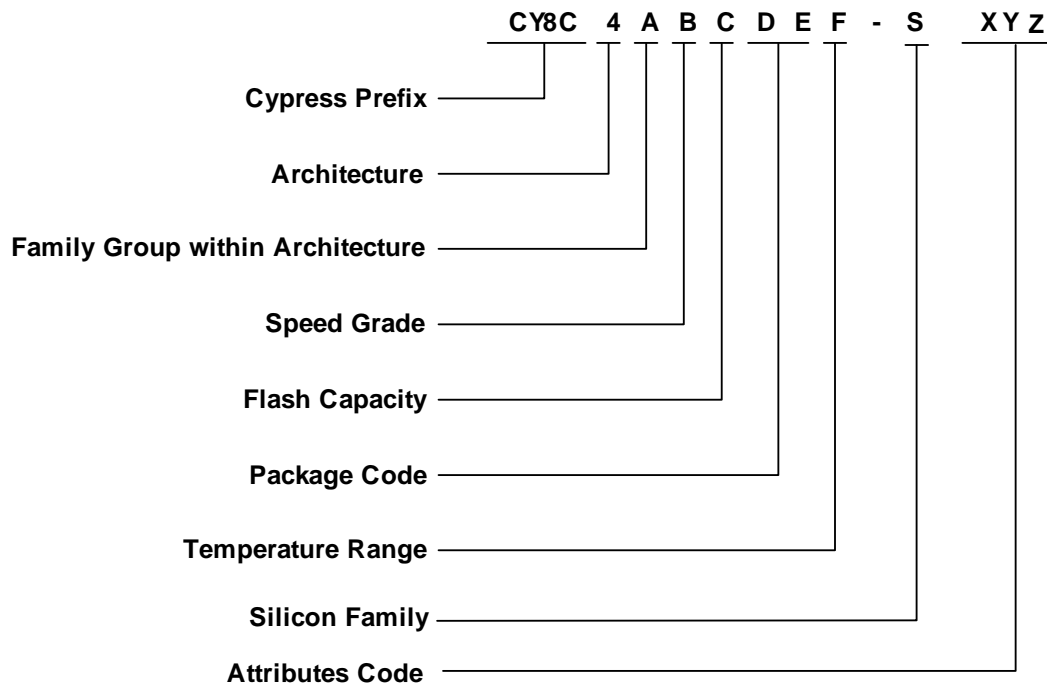 CY8C 4 A B C D E F - S XYZ
Cypress Prefix
Architecture
Family Group within Architecture
Speed Grade
Flash Capacity
Package Code
Temperature Range
Silicon Family
Attributes Code